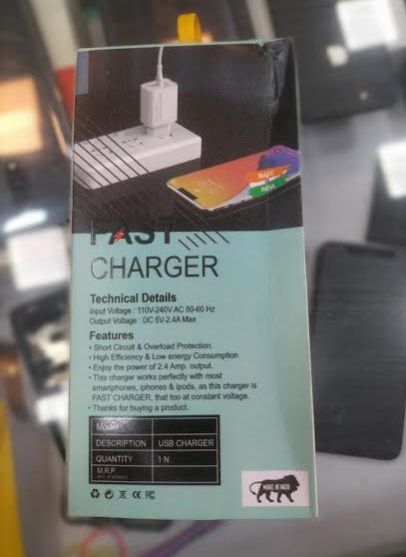 MADE
INDIA
FAST
CHARGER
Technical Details
Input Voltage : 110V-240V AC 50-60 Hz
Output Voltage : DC 5V-2.4A Max
Features
• Short Circuit & Overload Protection.
• High Efficiency & Low energy Consumption
• Enjoy the power of 2.4 Amp. output.
• This charger works perfectly with most
smartphones, iphones & ipods, as this charger is
FAST CHARGER, that too at constant voltage.
• Thanks for buying a product.
Model
DESCRIPTION USB CHARGER
QUANTITY 1 N
M.R.P
MAKE IN INDIA